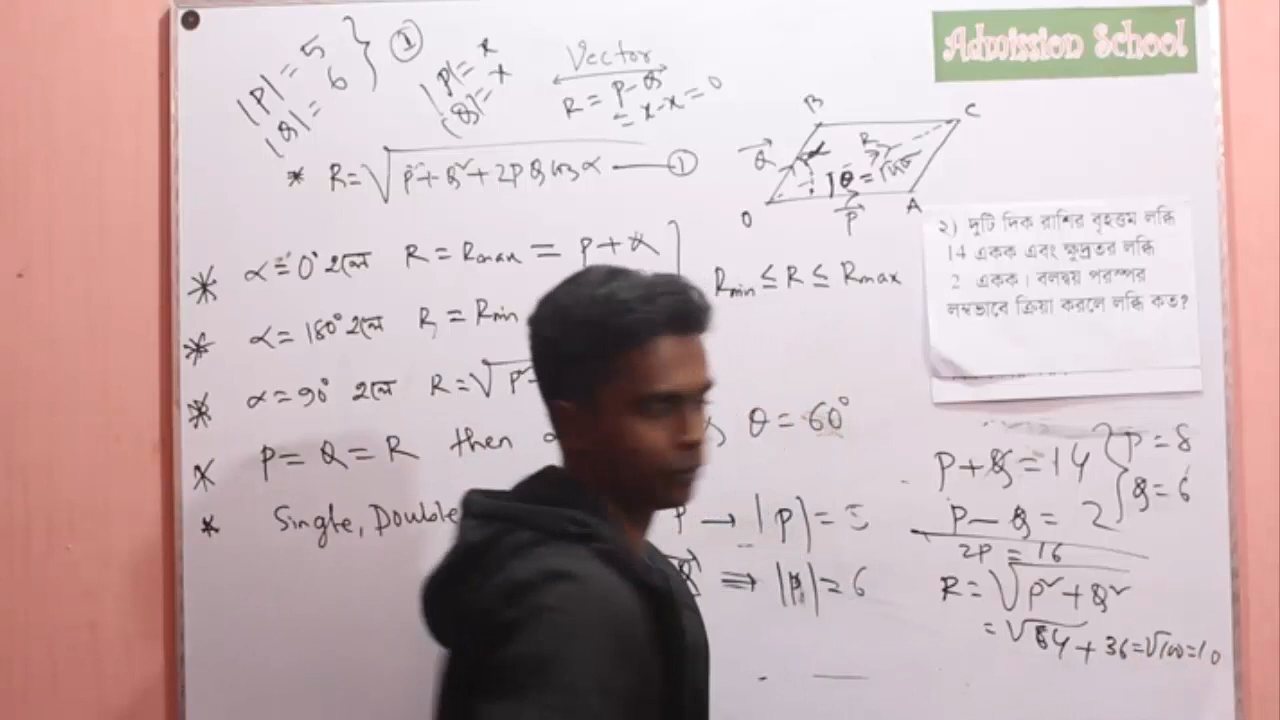 Admission School
|P| = 5
|Q| = 6
①
|P| = x
|Q| = x
Vector
R = P - Q
= x - x = 0
* R = √P² + Q² + 2PQ cos α ——①
B
C
Q
R
O
P
A
* α = 0° হলে R = Rmax = P + Q
* α = 180° হলে R = Rmin
Rmin ≤ R ≤ Rmax
* α = 90° হলে R = √P²
* P = Q = R then
θ = 60°
* Single, Double
P → |P| = 5
Q ⇒ |P| = 6
২) দুটি দিক রাশির বৃহত্তম লব্ধি
14 একক এবং ক্ষুদ্রতর লব্ধি
2 একক। বলদ্বয় পরস্পর
লম্বভাবে ক্রিয়া করলে লব্ধি কত?
P + Q = 14
P - Q = 2
P = 8
Q = 6
2P = 16
R = √P² + Q²
= √64 + 36 = √100 = 10